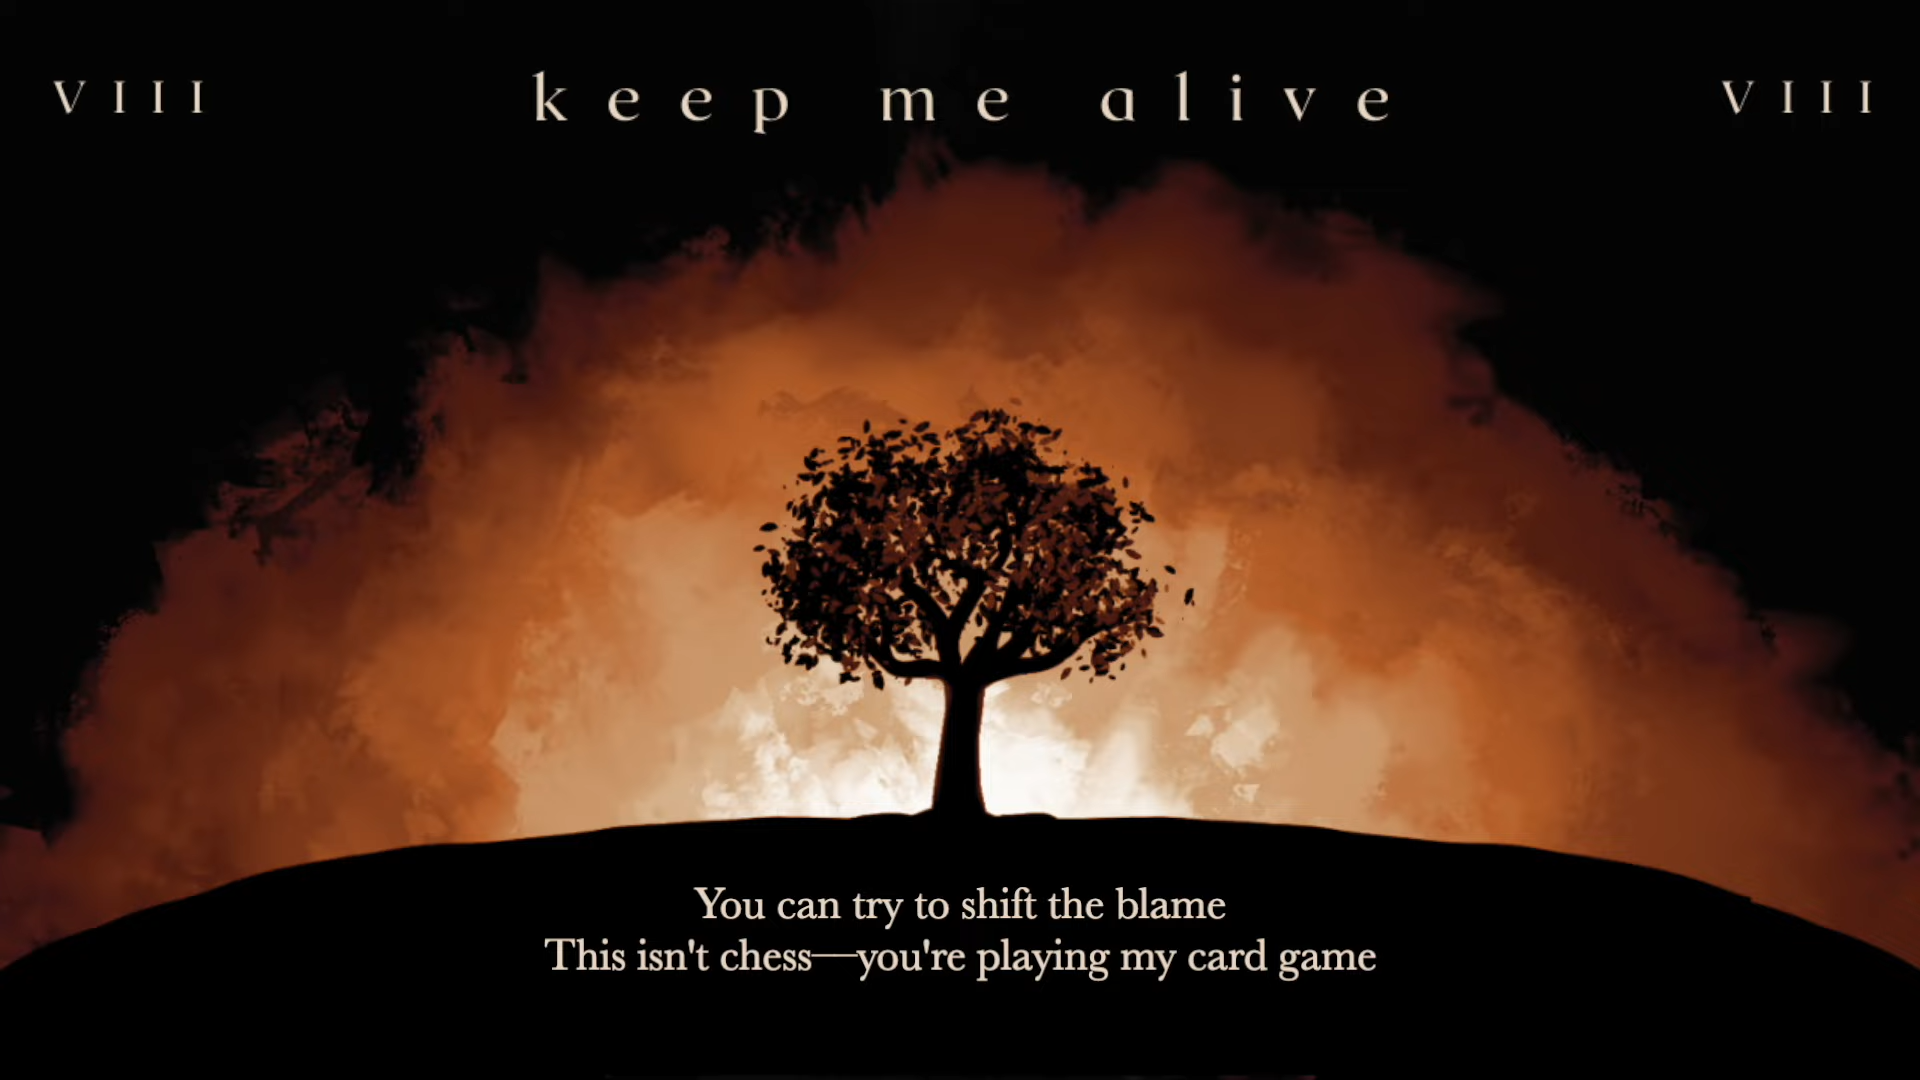 VIII keep me alive VIII
You can try to shift the blame
This isn't chess—you're playing my card game